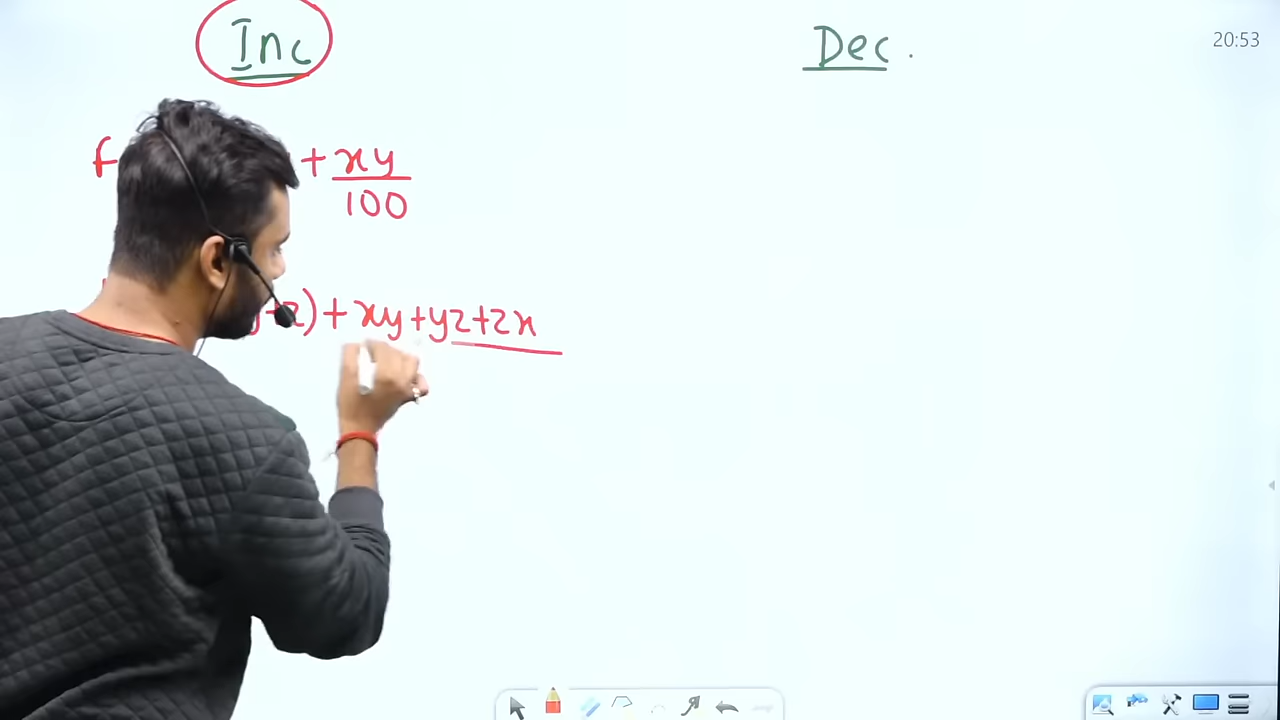 Inc
Dec.
20:53
+ xy
100
z) + xy+yz+zx